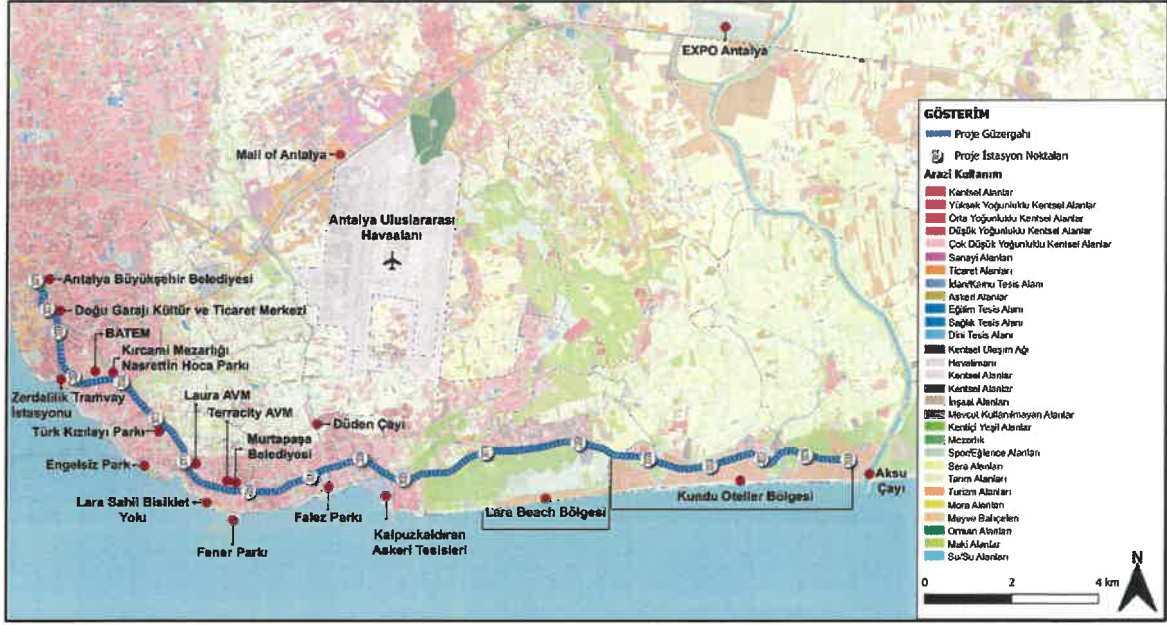 EXPO Antalya
Mall of Antalya
Antalya Uluslararası
Havaalanı
Antalya Büyükşehir Belediyesi
Doğu Garajı Kültür ve Ticaret Merkezi
BATEM
Kırcami Mezarlığı
Nasrettin Hoca Parkı
Zerdalilik Tramvay
İstasyonu
Laura AVM
Terracity AVM
Türk Kızılayı Parkı
Düden Çayı
Murtapaşa
Belediyesi
Engelsiz Park
Lara Sahil Bisiklet
Yolu
Fener Parkı
Falez Parkı
Kalpuzkaldıran
Askeri Tesisleri
Lara Beach Bölgesi
Kundu Oteller Bölgesi
Aksu
Çayı
GÖSTERİM
Proje Güzergahı
Proje İstasyon Noktaları
Arazi Kullanım
Kentsel Alanlar
Yüksek Yoğunluklu Kentsel Alanlar
Orta Yoğunluklu Kentsel Alanlar
Düşük Yoğunluklu Kentsel Alanlar
Çok Düşük Yoğunluklu Kentsel Alanlar
Sanayi Alanları
Ticaret Alanları
İdari/Kamu Tesis Alanı
Askeri Alanlar
Eğitim Tesis Alanı
Sağlık Tesis Alanı
Dini Tesis Alanı
Kentsel Ulaşım Ağı
Havalimanı
Kentsel Alanlar
Kentsel Alanlar
İnşaat Alanları
Mevcut Kullanılmayan Alanlar
Kentiçi Yeşil Alanlar
Mezarlık
Spor/Eğlence Alanları
Sera Alanları
Tarım Alanları
Turizm Alanları
Mera Alanları
Meyve Bahçeleri
Orman Alanları
Maki Alanlar
Su/Su Alanları
N
0 2 4 km